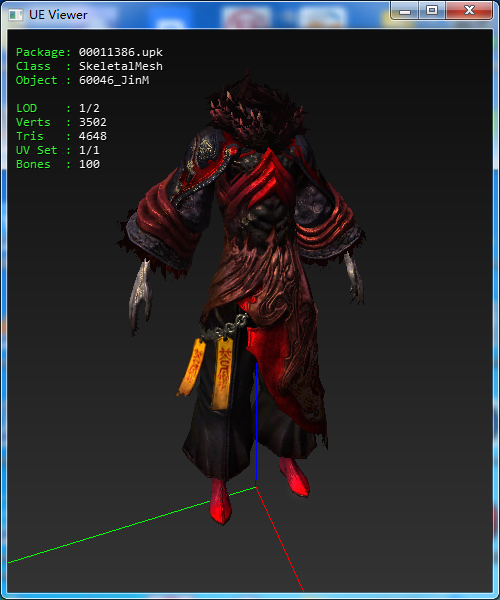 UE Viewer
Package: 00011386.upk
Class : SkeletalMesh
Object : 60046_JinM
LOD : 1/2
Verts : 3502
Tris : 4648
UV Set : 1/1
Bones : 100